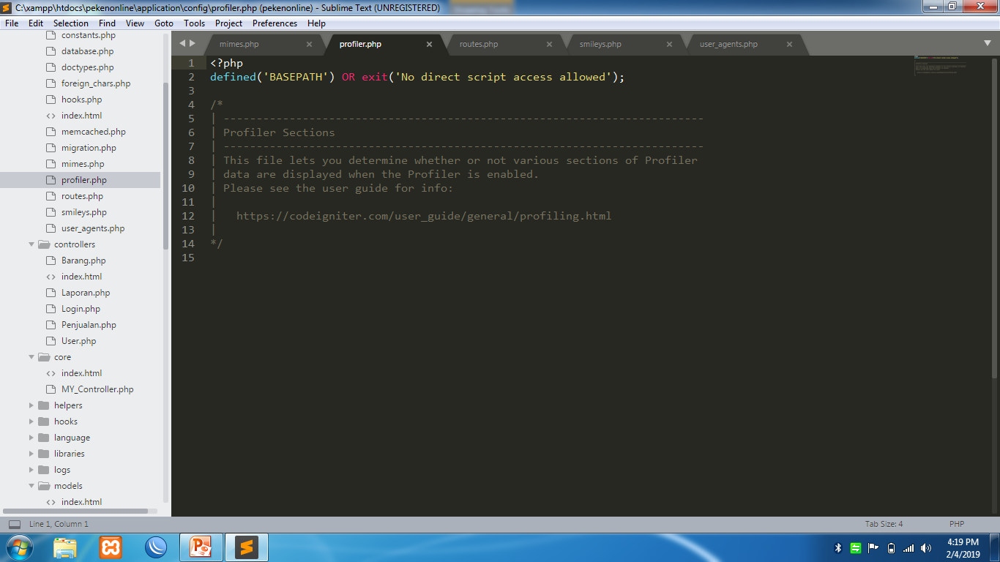 C:\xampp\htdocs\pekenonline\application\config\profiler.php (pekenonline) - Sublime Text (UNREGISTERED)
File Edit Selection Find View Goto Tools Project Preferences Help
constants.php
database.php
doctypes.php
foreign_chars.php
hooks.php
<> index.html
memcached.php
migration.php
mimes.php
profiler.php
routes.php
smileys.php
user_agents.php
controllers
Barang.php
<> index.html
Laporan.php
Login.php
Penjualan.php
User.php
core
<> index.html
MY_Controller.php
helpers
hooks
language
libraries
logs
models
<> index.html
mimes.php profiler.php routes.php smileys.php user_agents.php
1 <?php
2 defined('BASEPATH') OR exit('No direct script access allowed');
3
4 /*
5 | -------------------------------------------------------------------------
6 | Profiler Sections
7 | -------------------------------------------------------------------------
8 | This file lets you determine whether or not various sections of Profiler
9 | data are displayed when the Profiler is enabled.
10 | Please see the user guide for info:
11 |
12 | https://codeigniter.com/user_guide/general/profiling.html
13 |
14 */
15
Line 1, Column 1 Tab Size: 4 PHP
4:19 PM
2/4/2019